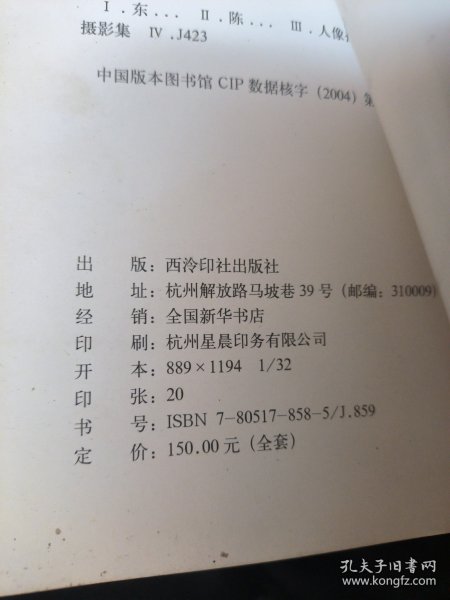 Ⅰ.东... Ⅱ.陈... Ⅲ.人像
摄影集 Ⅳ.J423
中国版本图书馆 CIP 数据核字 (2004) 第
出 版：西泠印社出版社
地 址：杭州解放路马坡巷39号 (邮编：310009)
经 销：全国新华书店
印 刷：杭州星晨印务有限公司
开 本：889×1194 1/32
印 张：20
书 号：ISBN 7-80517-858-5/J.859
定 价：150.00元 (全套)
孔夫子旧书网
www.kongfz.com